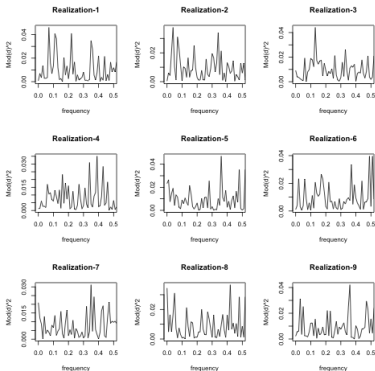 Realization-1 Realization-2 Realization-3
Mod(d)^2 Mod(d)^2 Mod(d)^2
0.00 0.02 0.04 0.00 0.02 0.00 0.02 0.04
0.0 0.1 0.2 0.3 0.4 0.5 0.0 0.1 0.2 0.3 0.4 0.5 0.0 0.1 0.2 0.3 0.4 0.5
frequency frequency frequency
Realization-4 Realization-5 Realization-6
Mod(d)^2 Mod(d)^2 Mod(d)^2
0.000 0.015 0.030 0.00 0.02 0.04 0.00 0.02 0.04
0.0 0.1 0.2 0.3 0.4 0.5 0.0 0.1 0.2 0.3 0.4 0.5 0.0 0.1 0.2 0.3 0.4 0.5
frequency frequency frequency
Realization-7 Realization-8 Realization-9
Mod(d)^2 Mod(d)^2 Mod(d)^2
0.000 0.015 0.030 0.00 0.02 0.00 0.02 0.04
0.0 0.1 0.2 0.3 0.4 0.5 0.0 0.1 0.2 0.3 0.4 0.5 0.0 0.1 0.2 0.3 0.4 0.5
frequency frequency frequency